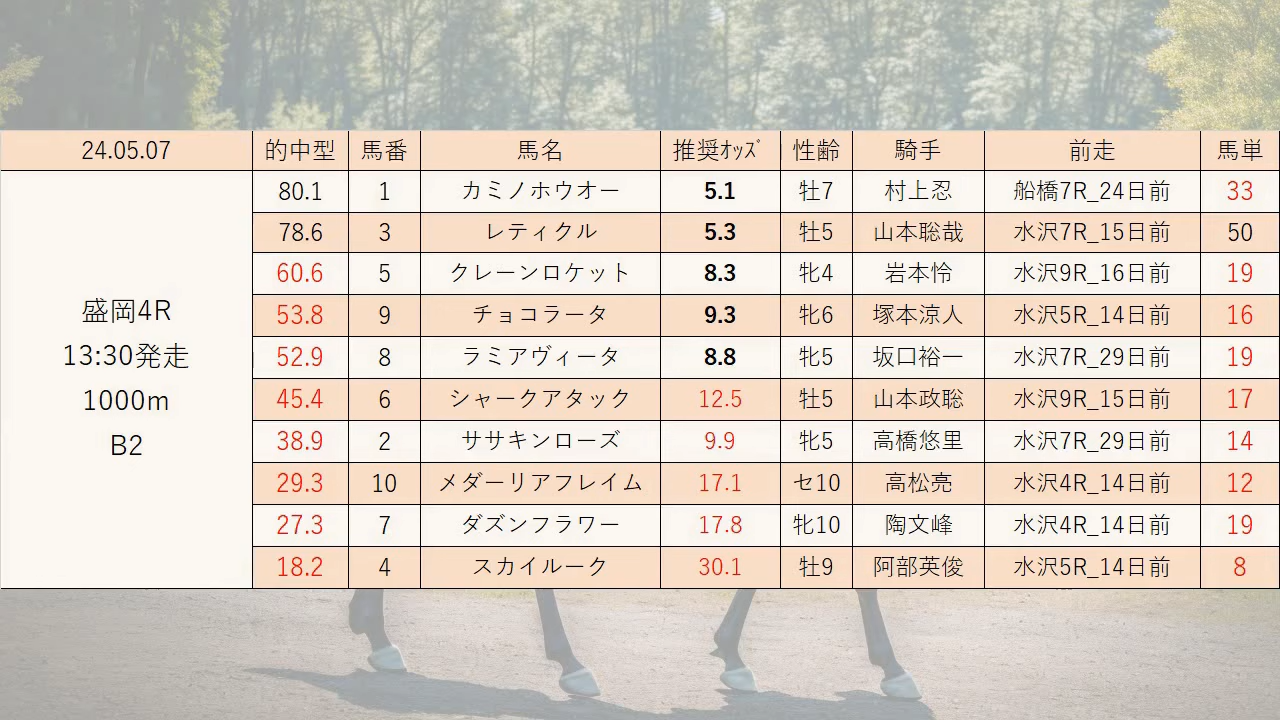 24.05.07 的中型 馬番 馬名 推奨ｵｯｽﾞ 性齢 騎手 前走 馬単
盛岡4R
13:30発走
1000m
B2
80.1 1 カミノホウオー 5.1 牡7 村上忍 船橋7R_24日前 33
78.6 3 レティクル 5.3 牡5 山本聡哉 水沢7R_15日前 50
60.6 5 クレーンロケット 8.3 牝4 岩本怜 水沢9R_16日前 19
53.8 9 チョコラータ 9.3 牝6 塚本涼人 水沢5R_14日前 16
52.9 8 ラミアヴィータ 8.8 牝5 坂口裕一 水沢7R_29日前 19
45.4 6 シャークアタック 12.5 牡5 山本政聡 水沢9R_15日前 17
38.9 2 ササキンローズ 9.9 牝5 高橋悠里 水沢7R_29日前 14
29.3 10 メダーリアフレイム 17.1 セ10 高松亮 水沢4R_14日前 12
27.3 7 ダズンフラワー 17.8 牝10 陶文峰 水沢4R_14日前 19
18.2 4 スカイルーク 30.1 牡9 阿部英俊 水沢5R_14日前 8